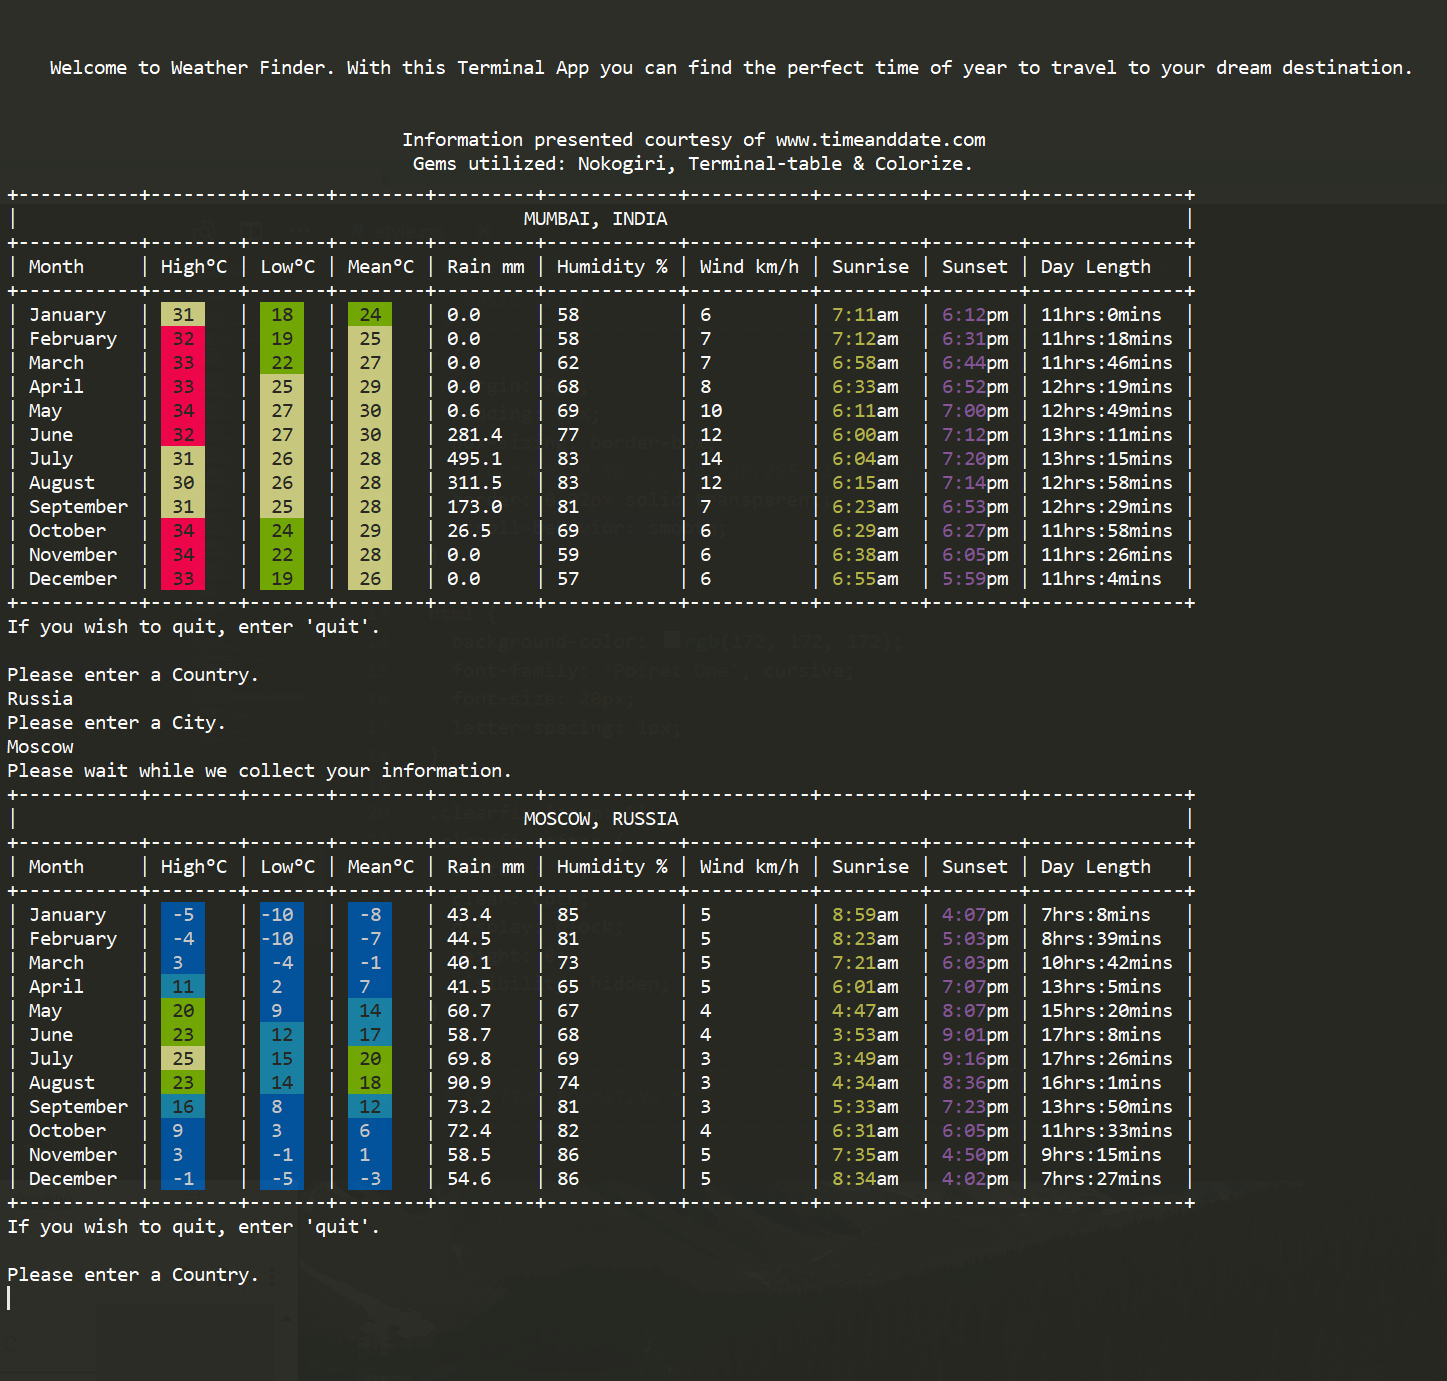 Welcome to Weather Finder. With this Terminal App you can find the perfect time of year to travel to your dream destination.
Information presented courtesy of www.timeanddate.com
Gems utilized: Nokogiri, Terminal-table & Colorize.
MUMBAI, INDIA
| Month | High°C | Low°C | Mean°C | Rain mm | Humidity % | Wind km/h | Sunrise | Sunset | Day Length |
| January | 31 | 18 | 24 | 0.0 | 58 | 6 | 7:11am | 6:12pm | 11hrs:0mins |
| February | 32 | 19 | 25 | 0.0 | 58 | 7 | 7:12am | 6:31pm | 11hrs:18mins |
| March | 33 | 22 | 27 | 0.0 | 62 | 7 | 6:58am | 6:44pm | 11hrs:46mins |
| April | 33 | 25 | 29 | 0.0 | 68 | 8 | 6:33am | 6:52pm | 12hrs:19mins |
| May | 34 | 27 | 30 | 0.6 | 69 | 10 | 6:11am | 7:00pm | 12hrs:49mins |
| June | 32 | 27 | 30 | 281.4 | 77 | 12 | 6:00am | 7:12pm | 13hrs:11mins |
| July | 31 | 26 | 28 | 495.1 | 83 | 14 | 6:04am | 7:20pm | 13hrs:15mins |
| August | 30 | 26 | 28 | 311.5 | 83 | 12 | 6:15am | 7:14pm | 12hrs:58mins |
| September | 31 | 25 | 28 | 173.0 | 81 | 7 | 6:23am | 6:53pm | 12hrs:29mins |
| October | 34 | 24 | 29 | 26.5 | 69 | 6 | 6:29am | 6:27pm | 11hrs:58mins |
| November | 34 | 22 | 28 | 0.0 | 59 | 6 | 6:38am | 6:05pm | 11hrs:26mins |
| December | 33 | 19 | 26 | 0.0 | 57 | 6 | 6:55am | 5:59pm | 11hrs:4mins |
If you wish to quit, enter 'quit'.
Please enter a Country.
Russia
Please enter a City.
Moscow
Please wait while we collect your information.
MOSCOW, RUSSIA
| Month | High°C | Low°C | Mean°C | Rain mm | Humidity % | Wind km/h | Sunrise | Sunset | Day Length |
| January | -5 | -10 | -8 | 43.4 | 85 | 5 | 8:59am | 4:07pm | 7hrs:8mins |
| February | -4 | -10 | -7 | 44.5 | 81 | 5 | 8:23am | 5:03pm | 8hrs:39mins |
| March | 3 | -4 | -1 | 40.1 | 73 | 5 | 7:21am | 6:03pm | 10hrs:42mins |
| April | 11 | 2 | 7 | 41.5 | 65 | 5 | 6:01am | 7:07pm | 13hrs:5mins |
| May | 20 | 9 | 14 | 60.7 | 67 | 4 | 4:47am | 8:07pm | 15hrs:20mins |
| June | 23 | 12 | 17 | 58.7 | 68 | 4 | 3:53am | 9:01pm | 17hrs:8mins |
| July | 25 | 15 | 20 | 69.8 | 69 | 3 | 3:49am | 9:16pm | 17hrs:26mins |
| August | 23 | 14 | 18 | 90.9 | 74 | 3 | 4:34am | 8:36pm | 16hrs:1mins |
| September | 16 | 8 | 12 | 73.2 | 81 | 3 | 5:33am | 7:23pm | 13hrs:50mins |
| October | 9 | 3 | 6 | 72.4 | 82 | 4 | 6:31am | 6:05pm | 11hrs:33mins |
| November | 3 | -1 | 1 | 58.5 | 86 | 5 | 7:35am | 4:50pm | 9hrs:15mins |
| December | -1 | -5 | -3 | 54.6 | 86 | 5 | 8:34am | 4:02pm | 7hrs:27mins |
If you wish to quit, enter 'quit'.
Please enter a Country.